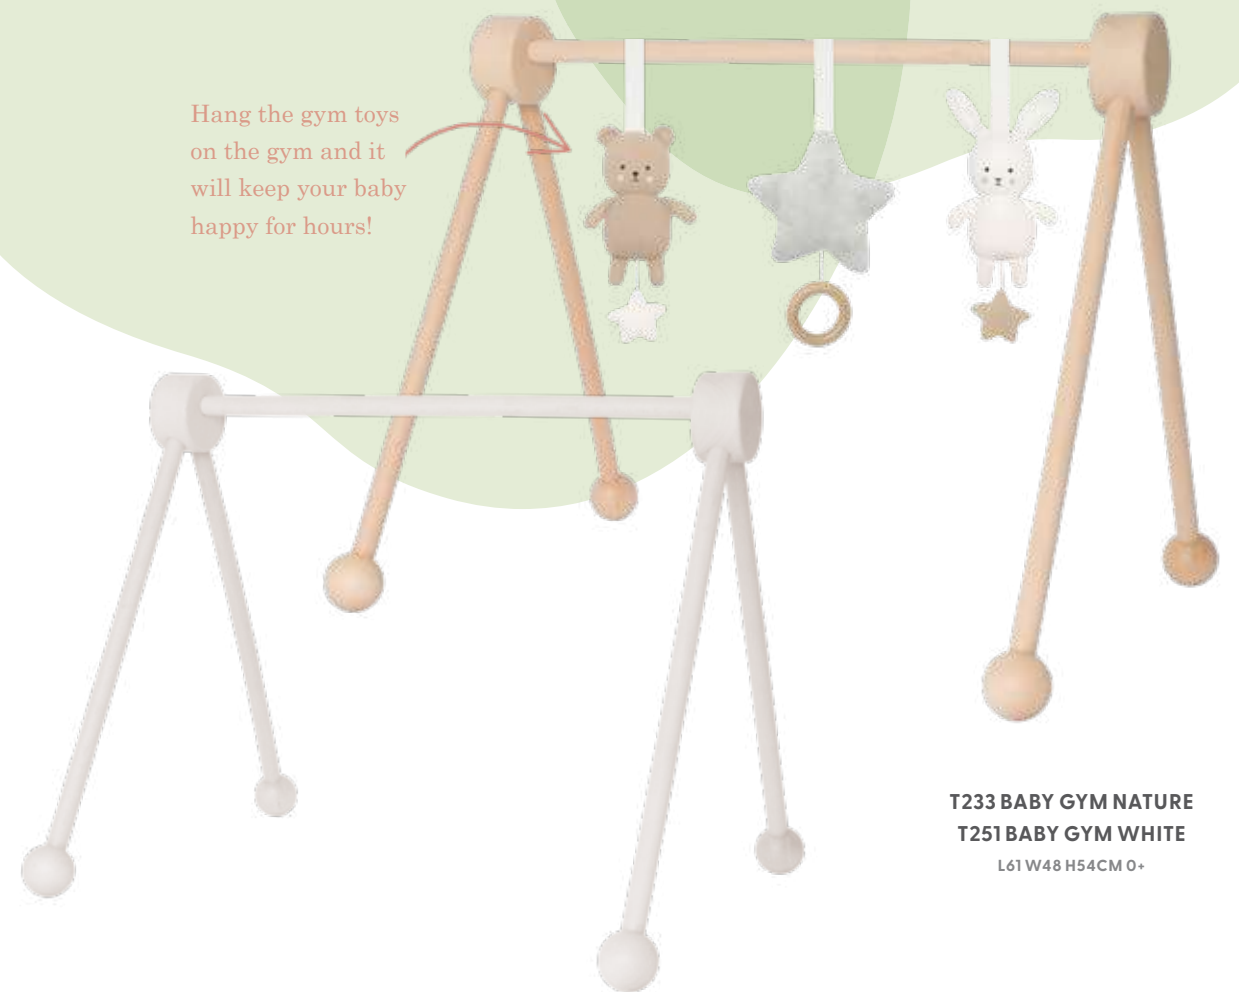 Hang the gym toys
on the gym and it
will keep your baby
happy for hours!
T233 BABY GYM NATURE
T251 BABY GYM WHITE
L61 W48 H54CM 0+